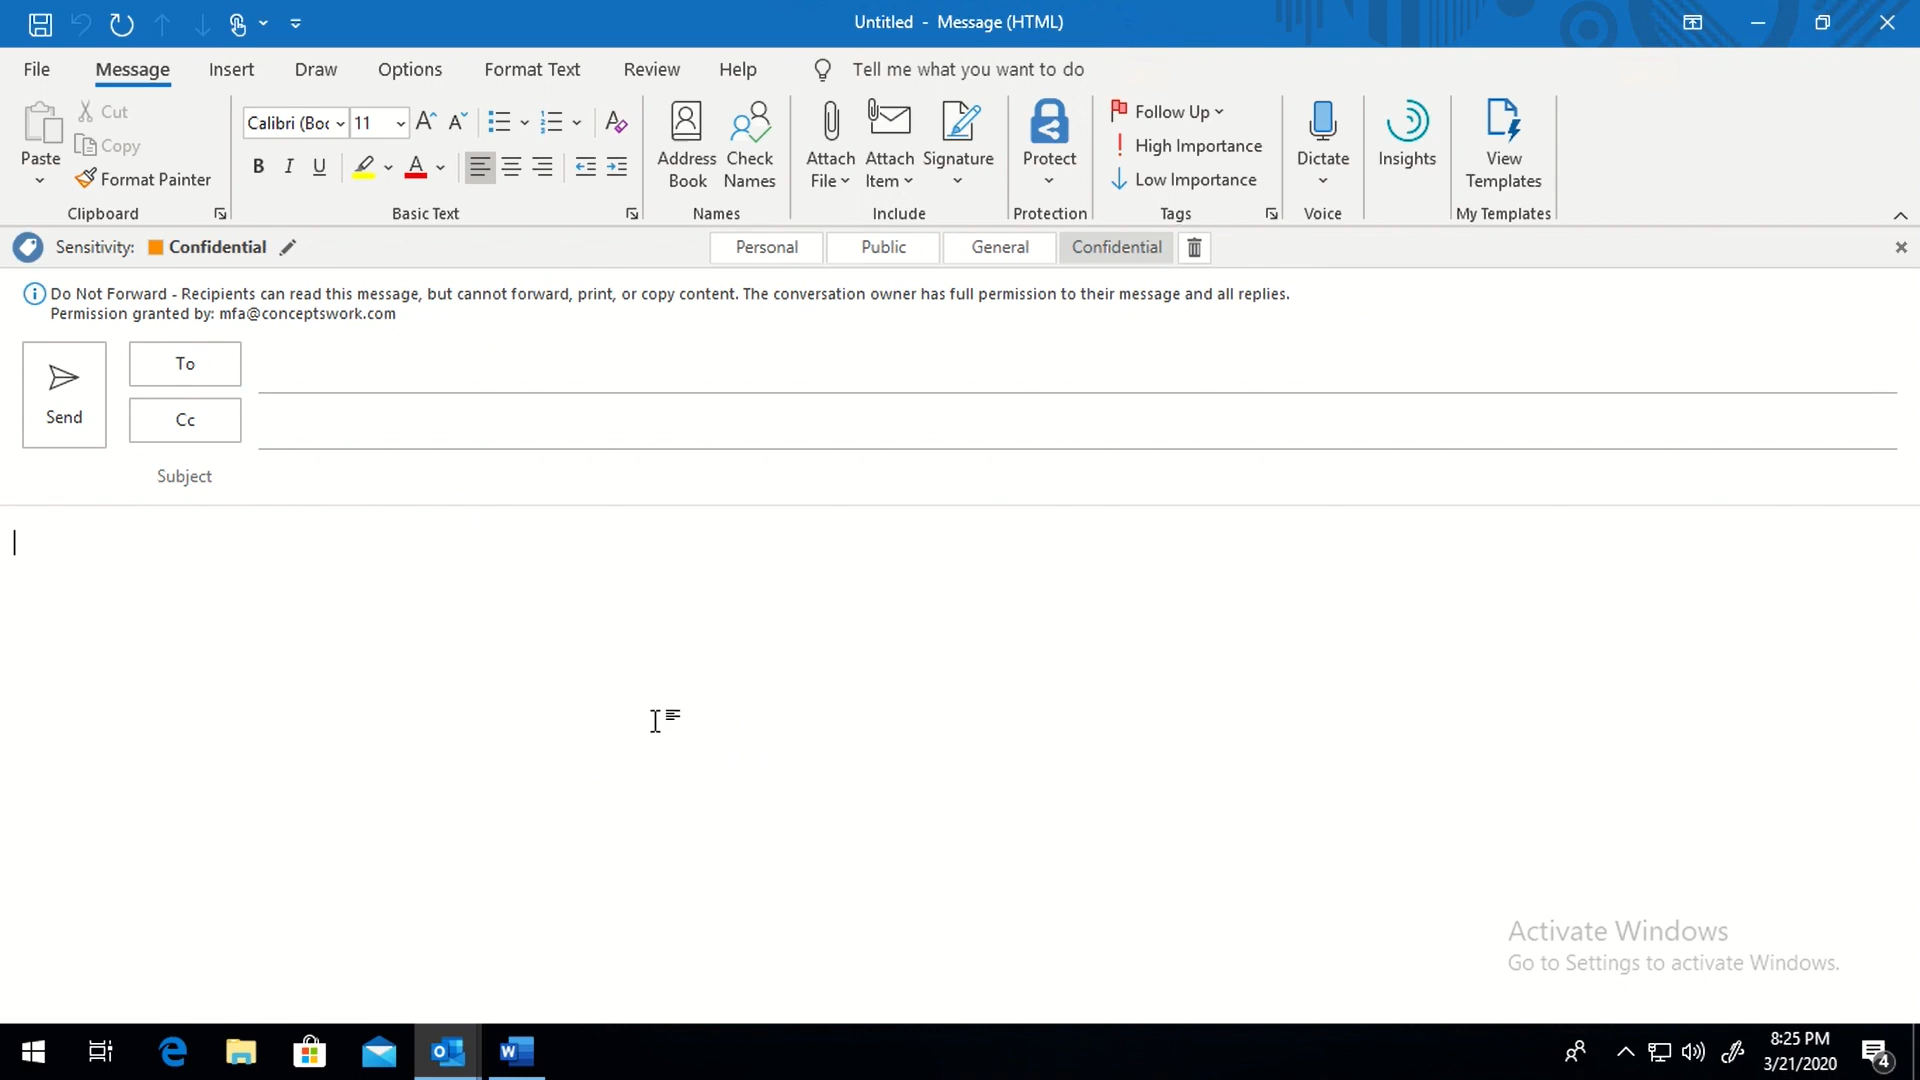 Untitled - Message (HTML)
File Message Insert Draw Options Format Text Review Help Tell me what you want to do
Paste
Cut
Copy
Format Painter
Clipboard
Calibri (Boc 11
B I U A
Basic Text
Address Book
Check Names
Names
Attach File
Attach Item
Signature
Include
Protect
Protection
Follow Up
High Importance
Low Importance
Tags
Dictate
Voice
Insights
View Templates
My Templates
Sensitivity: Confidential Personal Public General Confidential
Do Not Forward - Recipients can read this message, but cannot forward, print, or copy content. The conversation owner has full permission to their message and all replies.
Permission granted by: mfa@conceptswork.com
Send
To
Cc
Subject
Activate Windows
Go to Settings to activate Windows.
8:25 PM
3/21/2020
4